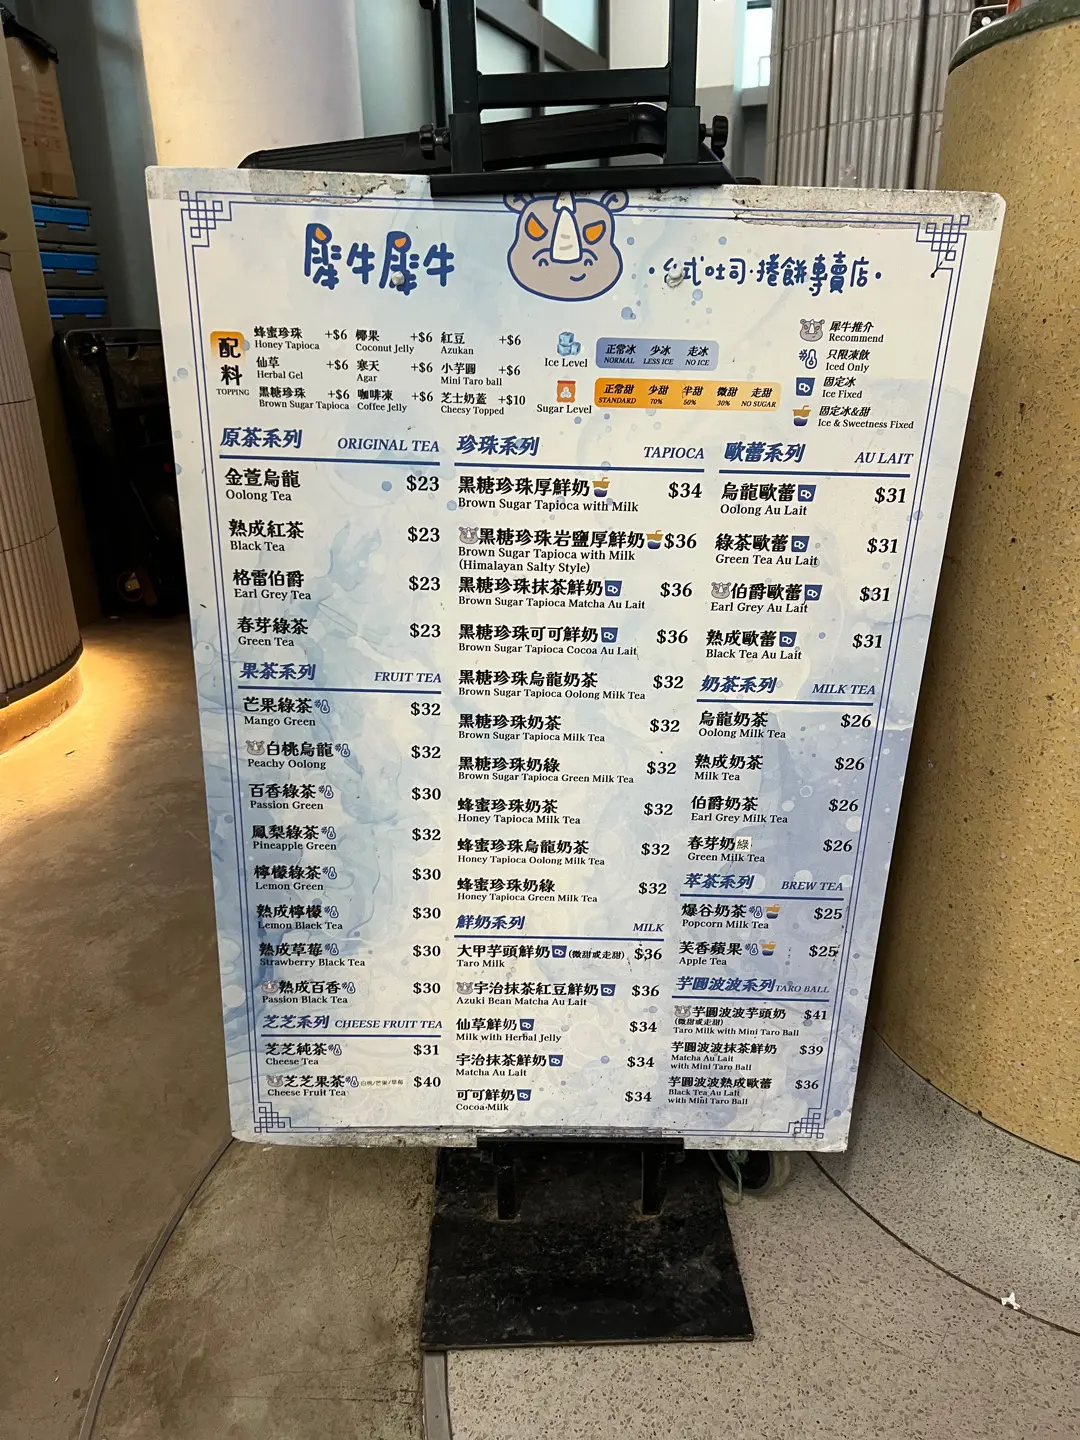 犀牛犀牛
·台式吐司·捲餅專賣店·
配料
TOPPING
蜂蜜珍珠 +$6
Honey Tapioca
椰果 +$6
Coconut Jelly
紅豆 +$6
Azukan
仙草 +$6
Herbal Gel
寒天 +$6
Agar
小芋圓 +$6
Mini Taro ball
黑糖珍珠 +$6
Brown Sugar Tapioca
咖啡凍 +$6
Coffee Jelly
芝士奶蓋 +$10
Cheesy Topped
Ice Level
正常冰 少冰 走冰
NORMAL LESS ICE NO ICE
Sugar Level
正常甜 少甜 半甜 微甜 走甜
STANDARD 70% 50% 30% NO SUGAR
犀牛推介
Recommend
只限凍飲
Iced Only
固定冰
Ice Fixed
固定冰&甜
Ice & Sweetness Fixed
原茶系列 ORIGINAL TEA
金萱烏龍 $23
Oolong Tea
熟成紅茶 $23
Black Tea
格雷伯爵 $23
Earl Grey Tea
春芽綠茶 $23
Green Tea
果茶系列 FRUIT TEA
芒果綠茶 $32
Mango Green
白桃烏龍 $32
Peachy Oolong
百香綠茶 $30
Passion Green
鳳梨綠茶 $32
Pineapple Green
檸檬綠茶 $30
Lemon Green
熟成檸檬 $30
Lemon Black Tea
熟成草莓 $30
Strawberry Black Tea
熟成百香 $30
Passion Black Tea
芝芝系列 CHEESE FRUIT TEA
芝芝純茶 $31
Cheese Tea
芝芝果茶 白桃/芒果/草莓 $40
Cheese Fruit Tea
珍珠系列 TAPIOCA
黑糖珍珠厚鮮奶 $34
Brown Sugar Tapioca with Milk
黑糖珍珠岩鹽厚鮮奶 $36
Brown Sugar Tapioca with Milk
(Himalayan Salty Style)
黑糖珍珠抹茶鮮奶 $36
Brown Sugar Tapioca Matcha Au Lait
黑糖珍珠可可鮮奶 $36
Brown Sugar Tapioca Cocoa Au Lait
黑糖珍珠烏龍奶茶 $32
Brown Sugar Tapioca Oolong Milk Tea
黑糖珍珠奶茶 $32
Brown Sugar Tapioca Milk Tea
黑糖珍珠奶綠 $32
Brown Sugar Tapioca Green Milk Tea
蜂蜜珍珠奶茶 $32
Honey Tapioca Milk Tea
蜂蜜珍珠烏龍奶茶 $32
Honey Tapioca Oolong Milk Tea
蜂蜜珍珠奶綠 $32
Honey Tapioca Green Milk Tea
鮮奶系列 MILK
大甲芋頭鮮奶 (微甜或走甜) $36
Taro Milk
宇治抹茶紅豆鮮奶 $36
Azuki Bean Matcha Au Lait
仙草鮮奶 $34
Milk with Herbal Jelly
宇治抹茶鮮奶 $34
Matcha Au Lait
可可鮮奶 $34
Cocoa Milk
歐蕾系列 AU LAIT
烏龍歐蕾 $31
Oolong Au Lait
綠茶歐蕾 $31
Green Tea Au Lait
伯爵歐蕾 $31
Earl Grey Au Lait
熟成歐蕾 $31
Black Tea Au Lait
奶茶系列 MILK TEA
烏龍奶茶 $26
Oolong Milk Tea
熟成奶茶 $26
Milk Tea
伯爵奶茶 $26
Earl Grey Milk Tea
春芽奶綠 $26
Green Milk Tea
萃茶系列 BREW TEA
爆谷奶茶 $25
Popcorn Milk Tea
芙香蘋果 $25
Apple Tea
芋圓波波系列 TARO BALL
芋圓波波芋頭奶 $41
(微甜或走甜)
Taro Milk with Mini Taro Ball
芋圓波波抹茶鮮奶 $39
Matcha Au Lait
with Mini Taro Ball
芋圓波波熟成歐蕾 $36
Black Tea Au Lait
with Mini Taro Ball